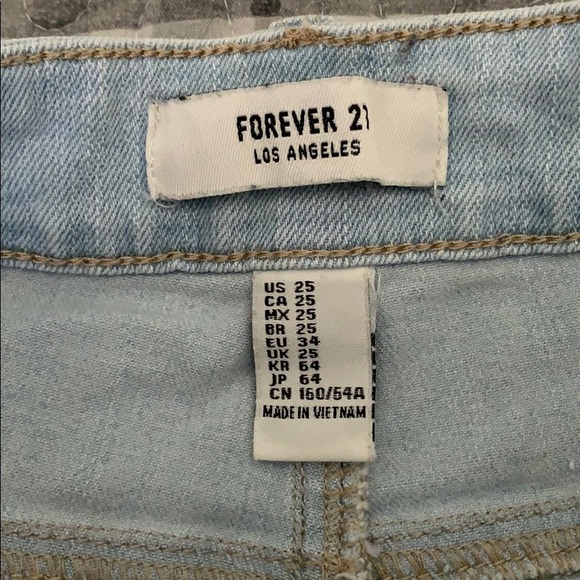 FOREVER 21
LOS ANGELES
US 25
CA 25
MX 25
BR 25
EU 34
UK 25
KR 64
JP 64
CN 160/64A
MADE IN VIETNAM